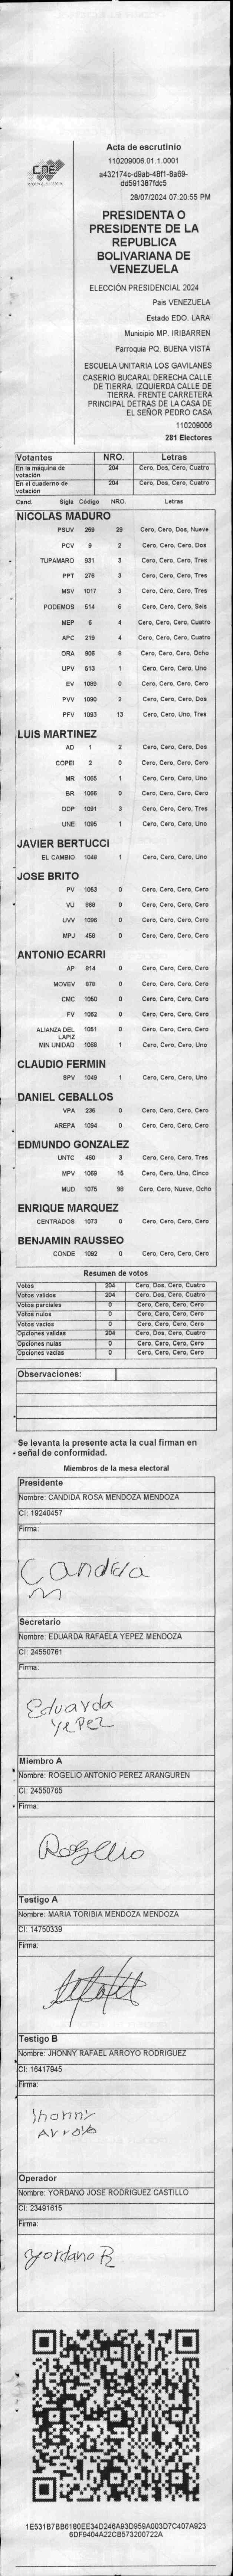 CNE
Acta de escrutinio
110209006.01.1.0001
a432174c-d9ab-48f1-8a69-
dd591387fdc5
28/07/2024 07:20:55 PM
PRESIDENTA O
PRESIDENTE DE LA
REPUBLICA
BOLIVARIANA DE
VENEZUELA
ELECCIÓN PRESIDENCIAL 2024
Pais VENEZUELA
Estado EDO. LARA
Municipio MP. IRIBARREN
Parroquia PQ. BUENA VISTA
ESCUELA UNITARIA LOS GAVILANES
CASERIO BUCARAL DERECHA CALLE
DE TIERRA. IZQUIERDA CALLE DE
TIERRA. FRENTE CARRETERA
PRINCIPAL DETRAS DE LA CASA DE
EL SEÑOR PEDRO CASA
110209006
281 Electores
Votantes NRO. Letras
En la máquina de votación 204 Cero, Dos, Cero, Cuatro
En el cuaderno de votación 204 Cero, Dos, Cero, Cuatro
Cand. Sigla Código NRO. Letras
NICOLAS MADURO
PSUV 269 29 Cero, Cero, Dos, Nueve
PCV 9 2 Cero, Cero, Cero, Dos
TUPAMARO 931 3 Cero, Cero, Cero, Tres
PPT 276 3 Cero, Cero, Cero, Tres
MSV 1017 3 Cero, Cero, Cero, Tres
PODEMOS 514 6 Cero, Cero, Cero, Seis
MEP 6 4 Cero, Cero, Cero, Cuatro
APC 219 4 Cero, Cero, Cero, Cuatro
ORA 906 8 Cero, Cero, Cero, Ocho
UPV 513 1 Cero, Cero, Cero, Uno
EV 1089 0 Cero, Cero, Cero, Cero
PVV 1090 2 Cero, Cero, Cero, Dos
PFV 1093 13 Cero, Cero, Uno, Tres
LUIS MARTINEZ
AD 1 2 Cero, Cero, Cero, Dos
COPEI 2 0 Cero, Cero, Cero, Cero
MR 1065 1 Cero, Cero, Cero, Uno
BR 1066 0 Cero, Cero, Cero, Cero
DDP 1091 3 Cero, Cero, Cero, Tres
UNE 1095 1 Cero, Cero, Cero, Uno
JAVIER BERTUCCI
EL CAMBIO 1048 1 Cero, Cero, Cero, Uno
JOSE BRITO
PV 1053 0 Cero, Cero, Cero, Cero
VU 968 0 Cero, Cero, Cero, Cero
UVV 1096 0 Cero, Cero, Cero, Cero
MPJ 458 0 Cero, Cero, Cero, Cero
ANTONIO ECARRI
AP 814 0 Cero, Cero, Cero, Cero
MOVEV 878 0 Cero, Cero, Cero, Cero
CMC 1050 0 Cero, Cero, Cero, Cero
FV 1062 0 Cero, Cero, Cero, Cero
ALIANZA DEL LAPIZ 1051 0 Cero, Cero, Cero, Cero
MIN UNIDAD 1068 1 Cero, Cero, Cero, Uno
CLAUDIO FERMIN
SPV 1049 1 Cero, Cero, Cero, Uno
DANIEL CEBALLOS
VPA 236 0 Cero, Cero, Cero, Cero
AREPA 1094 0 Cero, Cero, Cero, Cero
EDMUNDO GONZALEZ
UNTC 460 3 Cero, Cero, Cero, Tres
MPV 1069 15 Cero, Cero, Uno, Cinco
MUD 1075 98 Cero, Cero, Nueve, Ocho
ENRIQUE MARQUEZ
CENTRADOS 1073 0 Cero, Cero, Cero, Cero
BENJAMIN RAUSSEO
CONDE 1092 0 Cero, Cero, Cero, Cero
Resumen de votos
Votos 204 Cero, Dos, Cero, Cuatro
Votos validos 204 Cero, Dos, Cero, Cuatro
Votos parciales 0 Cero, Cero, Cero, Cero
Votos nulos 0 Cero, Cero, Cero, Cero
Votos vacios 0 Cero, Cero, Cero, Cero
Opciones validas 204 Cero, Dos, Cero, Cuatro
Opciones nulas 0 Cero, Cero, Cero, Cero
Opciones vacias 0 Cero, Cero, Cero, Cero
Observaciones:
Se levanta la presente acta la cual firman en
señal de conformidad.
Miembros de la mesa electoral
Presidente
Nombre: CANDIDA ROSA MENDOZA MENDOZA
CI: 19240457
Firma:
Candida
m
Secretario
Nombre: EDUARDA RAFAELA YEPEZ MENDOZA
CI: 24550761
Firma:
Eduarda
Yepez
Miembro A
Nombre: ROGELIO ANTONIO PEREZ ARANGUREN
CI: 24550765
Firma:
Rogelio
Testigo A
Nombre: MARIA TORIBIA MENDOZA MENDOZA
CI: 14750339
Firma:
Testigo B
Nombre: JHONNY RAFAEL ARROYO RODRIGUEZ
CI: 16417945
Firma:
Jhonny
Arroyo
Operador
Nombre: YORDANO JOSE RODRIGUEZ CASTILLO
CI: 23491615
Firma:
yordano R
1E531B7BB6180EE34D246A93D959A003D7C407A923
6DF9404A22CB573200722A